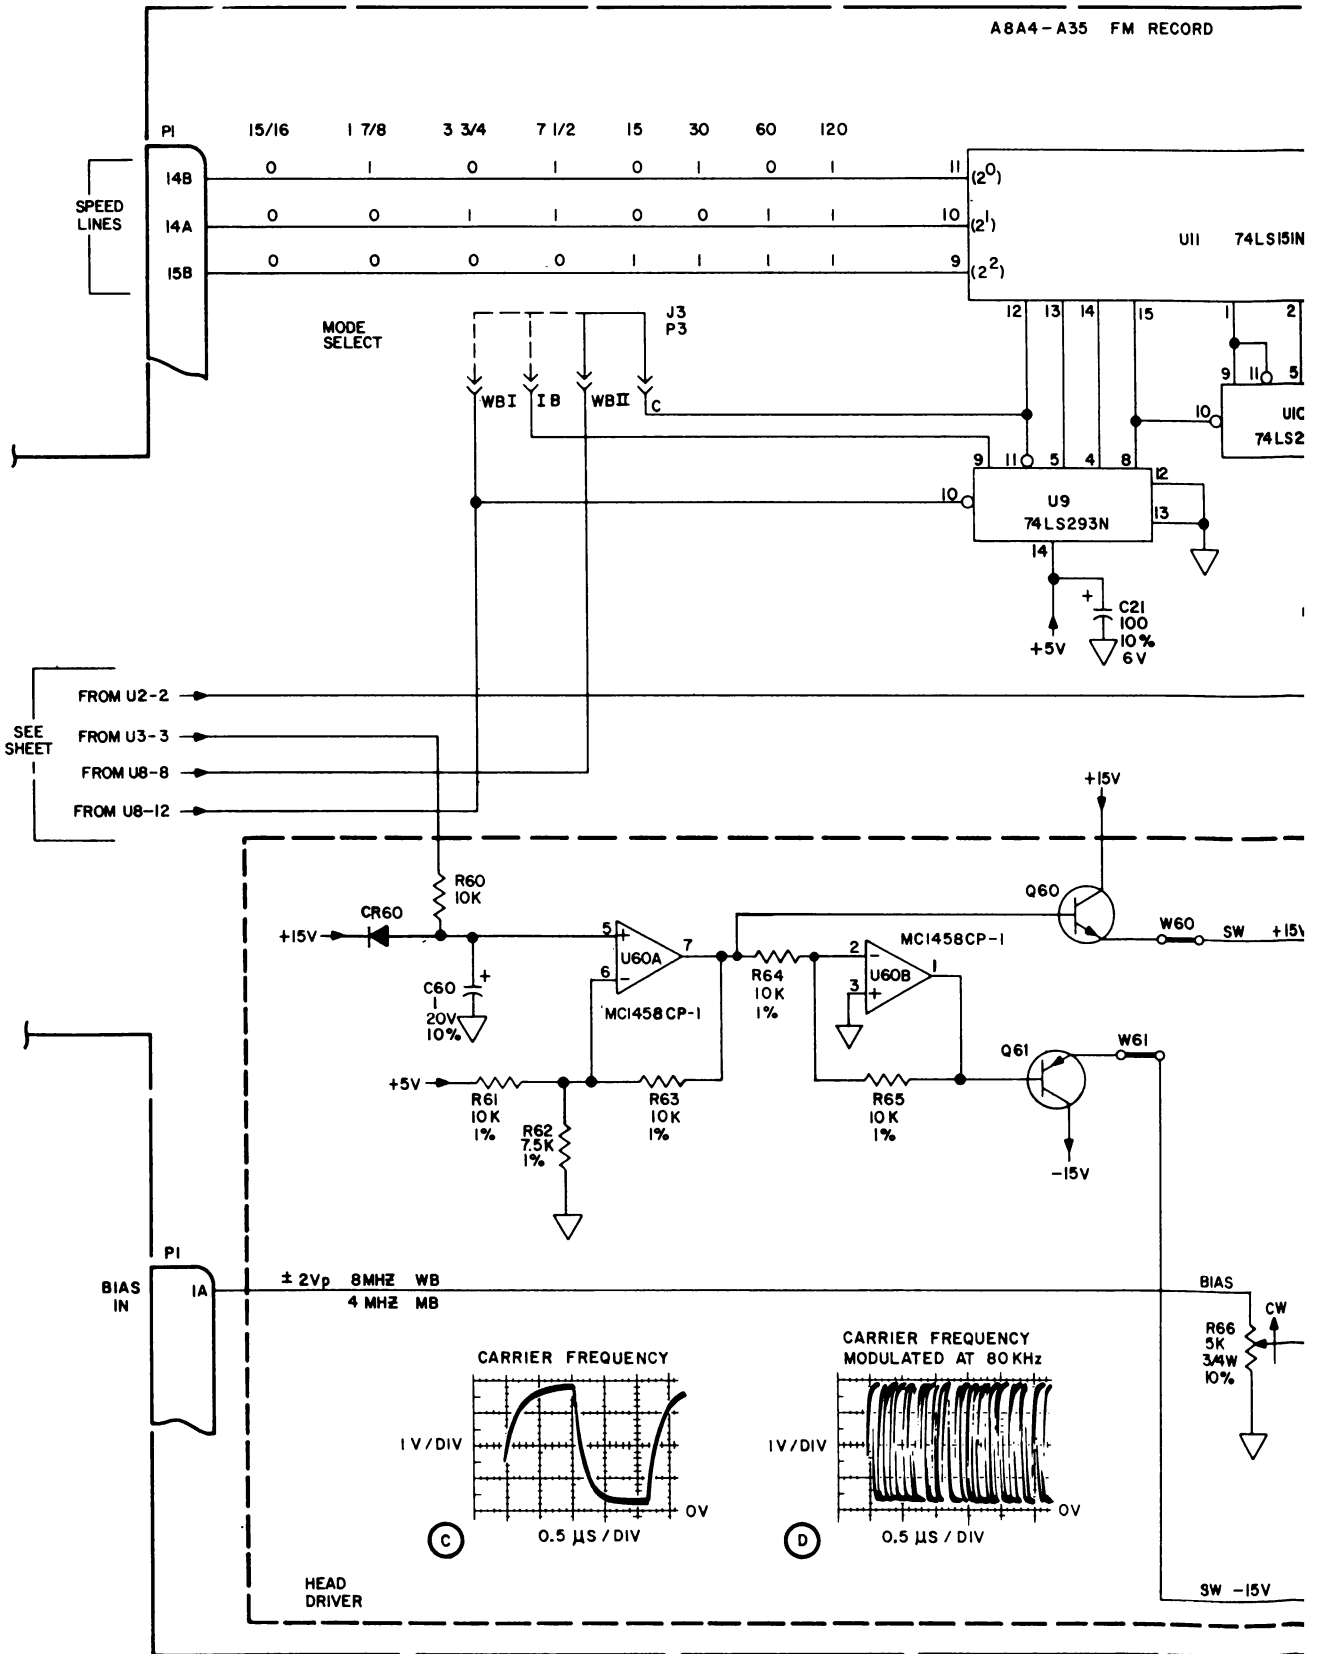 A8A4-A35 FM RECORD
P1 15/16 1 7/8 3 3/4 7 1/2 15 30 60 120
14B 0 1 0 1 0 1 0 1 11 (2⁰)
SPEED
LINES
14A 0 0 1 1 0 0 1 1 10 (2¹)
U11 74LS151N
15B 0 0 0 0 1 1 1 1 9 (2²)
MODE
SELECT
J3
P3
12 13 14 15 1 2
WBI IB WBII C
9 11 5
10 U10
74LS2
9 11 5 4 8 12
10 U9
74LS293N
13
14
+
C21
100
10%
6V
+5V
SEE
SHEET
FROM U2-2
FROM U3-3
FROM U8-8
FROM U8-12
+15V
R60
10K
CR60
+15V
5 +
U60A
7
6 -
MC1458CP-1
+
C60
1
20V
10%
R64
10K
1%
MC1458CP-1
2 -
U60B
1
3 +
Q60
W60
SW +15V
+5V
R61
10K
1%
R62
7.5K
1%
R63
10K
1%
R65
10K
1%
Q61
W61
-15V
P1
BIAS
IN
1A
± 2Vp 8MHZ WB
4 MHZ MB
BIAS
CW
R66
5K
3/4W
10%
CARRIER FREQUENCY
1V/DIV
0V
0.5 µS/DIV
C
CARRIER FREQUENCY
MODULATED AT 80KHz
1V/DIV
0V
0.5 µS/DIV
D
HEAD
DRIVER
SW -15V